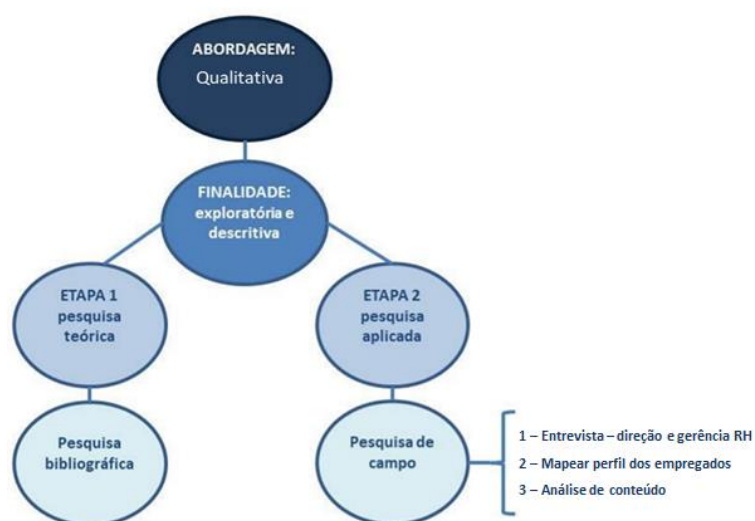 ABORDAGEM:
Qualitativa
FINALIDADE:
exploratória e
descritiva
ETAPA 1
pesquisa
teórica
ETAPA 2
pesquisa
aplicada
Pesquisa
bibliográfica
Pesquisa de
campo
1 – Entrevista – direção e gerência RH
2 – Mapear perfil dos empregados
3 – Análise de conteúdo